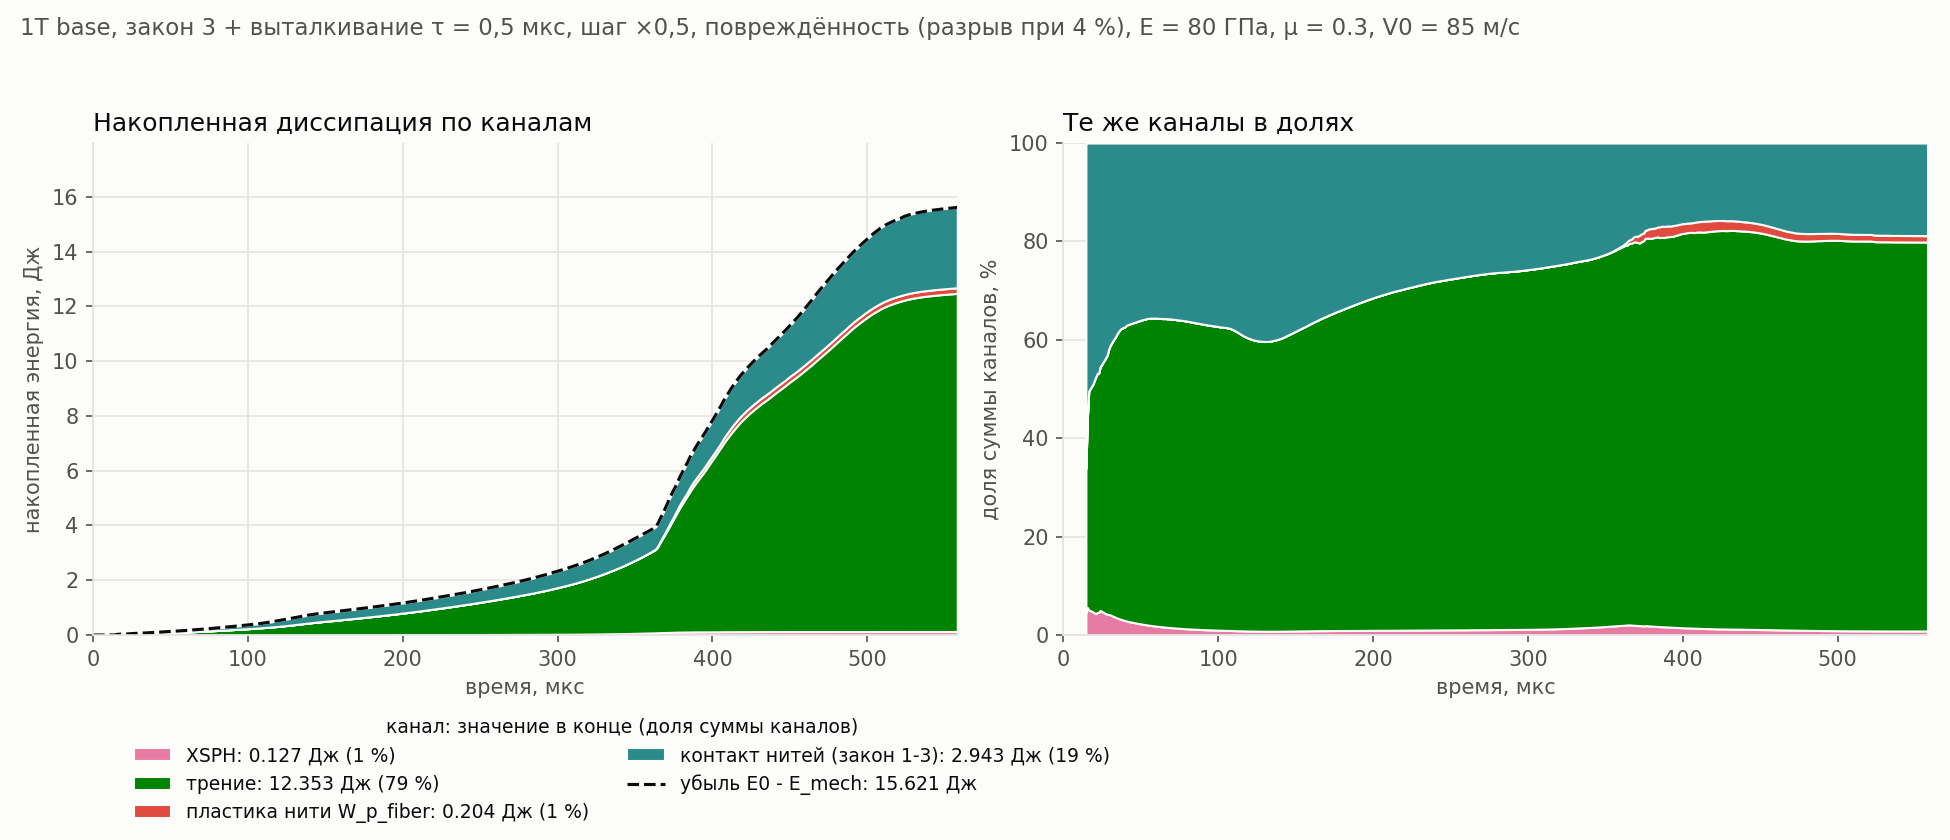 1T base, закон 3 + выталкивание τ = 0,5 мкс, шаг ×0,5, повреждённость (разрыв при 4 %), E = 80 ГПа, μ = 0.3, V0 = 85 м/с
Накопленная диссипация по каналам
накопленная энергия, Дж
16
14
12
10
8
6
4
2
0
0 100 200 300 400 500
время, мкс
Те же каналы в долях
доля суммы каналов, %
100
80
60
40
20
0
0 100 200 300 400 500
время, мкс
канал: значение в конце (доля суммы каналов)
XSPH: 0.127 Дж (1 %)
трение: 12.353 Дж (79 %)
пластика нити W_p_fiber: 0.204 Дж (1 %)
контакт нитей (закон 1-3): 2.943 Дж (19 %)
убыль E0 - E_mech: 15.621 Дж